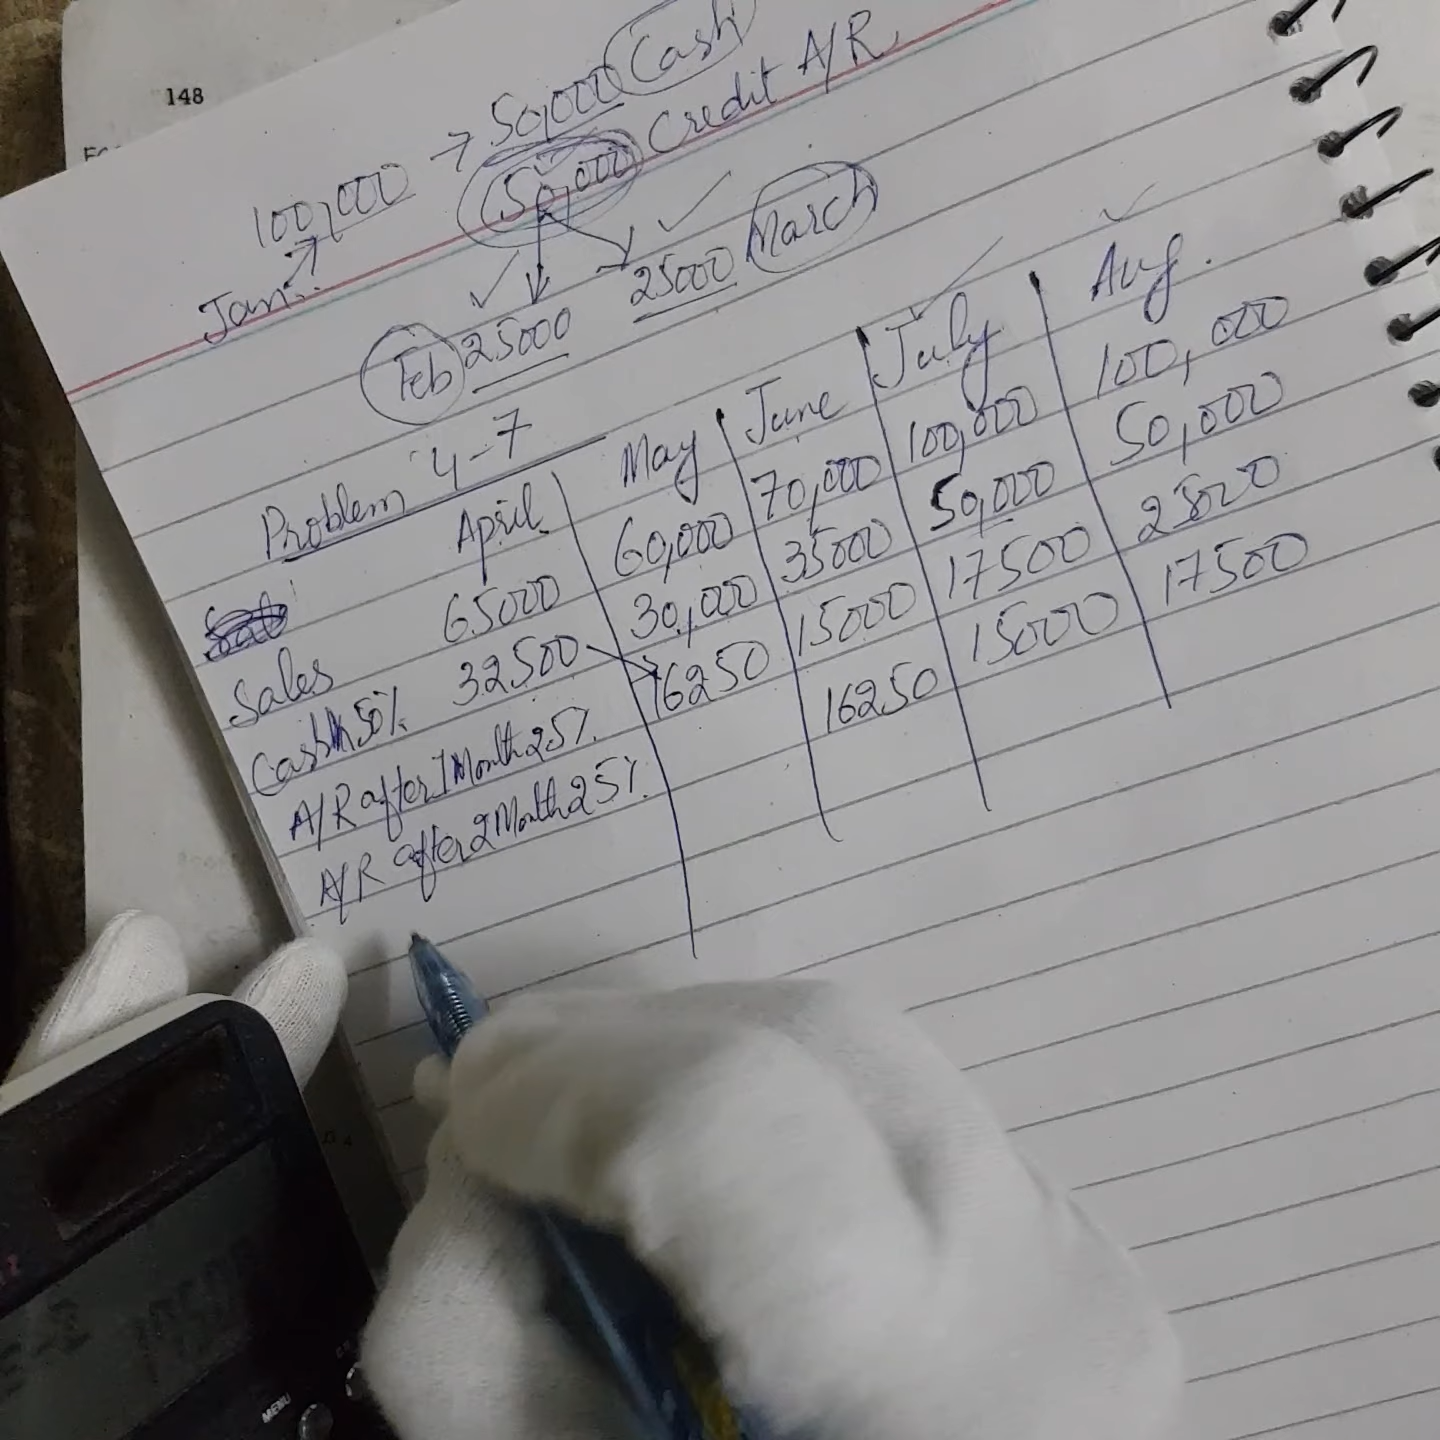 148
100,000 → 50,000 Cash
50,000 Credit A/R
Jan..
Feb 25000 25000 March
Problem 4-7
April May June July Aug.
Sales 65000 60,000 70,000 100,000 100,000
Cash 50% 32500 30,000 35000 50,000 50,000
A/R after 1 Month 25% 16250 15000 17500 25000
A/R after 2 Month 25% 16250 15000 17500
MENU